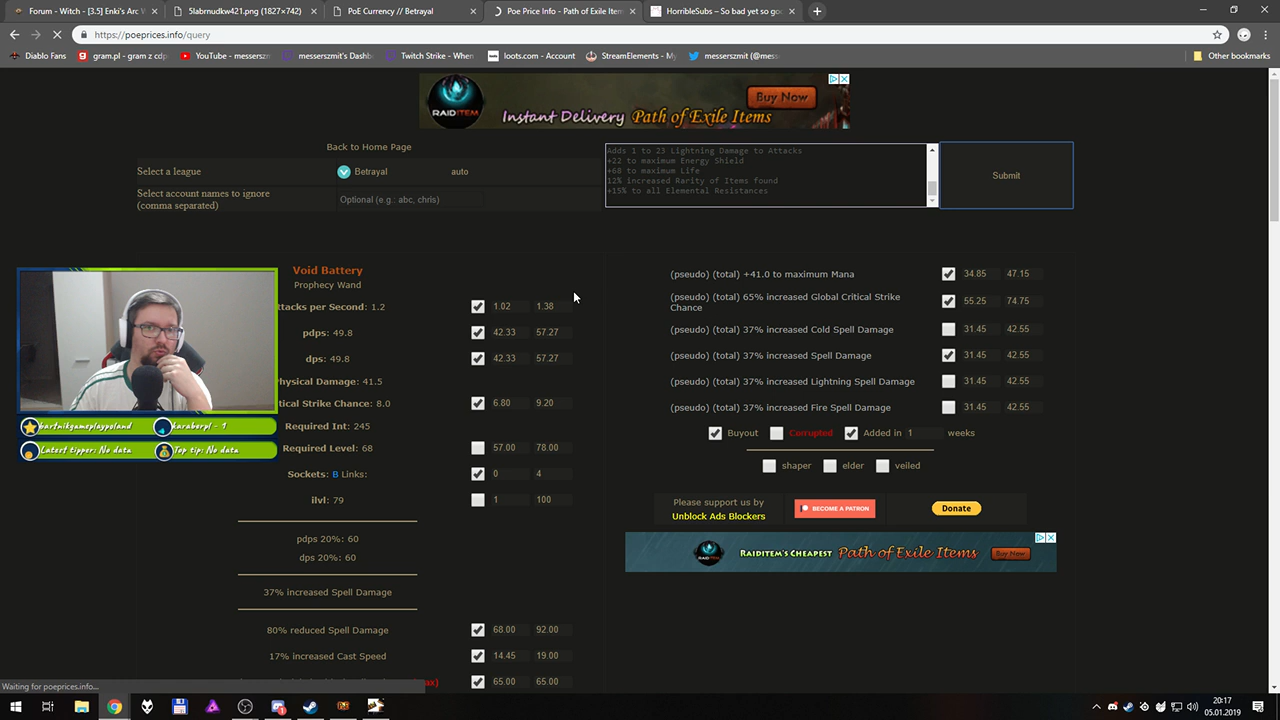 Forum - Witch - [3.5] Enki's Arc W
5labrnudkw421.png (1827×742)
PoE Currency // Betrayal
Poe Price Info - Path of Exile Item
HorribleSubs – So bad yet so go
https://poeprices.info/query
Diablo Fans
gram.pl - gram z cdp
YouTube - messerszm
messerszmit's Dashb
Twitch Strike - When
loots.com - Account
StreamElements - My
messerszmit (@mess
Other bookmarks
RAIDITEM
Instant Delivery Path of Exile Items
Buy Now
Back to Home Page
Select a league
Betrayal
auto
Select account names to ignore
(comma separated)
Optional (e.g.: abc, chris)
Adds 1 to 23 Lightning Damage to Attacks
+22 to maximum Energy Shield
+68 to maximum Life
12% increased Rarity of Items found
+15% to all Elemental Resistances
Submit
Void Battery
Prophecy Wand
ttacks per Second: 1.2 1.02 1.38
pdps: 49.8 42.33 57.27
dps: 49.8 42.33 57.27
hysical Damage: 41.5
tical Strike Chance: 8.0 6.80 9.20
Required Int: 245
Required Level: 68 57.00 78.00
Sockets: B Links: 0 4
ilvl: 79 1 100
pdps 20%: 60
dps 20%: 60
37% increased Spell Damage
80% reduced Spell Damage 68.00 92.00
17% increased Cast Speed 14.45 19.00
ax) 65.00 65.00
bartnikgameplaypoland
karaberpl - 1
Latest tipper: No data
Top tip: No data
(pseudo) (total) +41.0 to maximum Mana 34.85 47.15
(pseudo) (total) 65% increased Global Critical Strike
Chance 55.25 74.75
(pseudo) (total) 37% increased Cold Spell Damage 31.45 42.55
(pseudo) (total) 37% increased Spell Damage 31.45 42.55
(pseudo) (total) 37% increased Lightning Spell Damage 31.45 42.55
(pseudo) (total) 37% increased Fire Spell Damage 31.45 42.55
Buyout Corrupted Added in 1 weeks
shaper elder veiled
Please support us by
Unblock Ads Blockers
BECOME A PATRON
Donate
RAIDITEM'S CHEAPEST Path of Exile Items
Buy Now
Waiting for poeprices.info...
20:17
05.01.2019